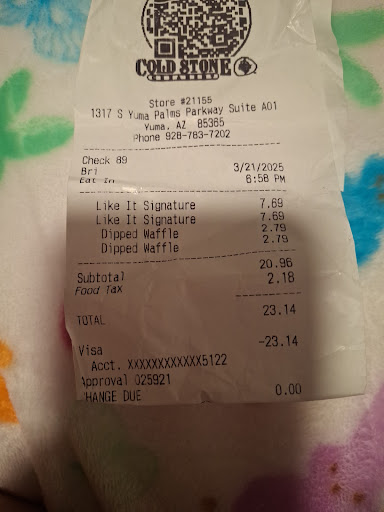 COLD STONE
CREAMERY
Store #21155
1317 S Yuma Palms Parkway Suite A01
Yuma, AZ 85365
Phone 928-783-7202
Check 89
Bri 3/21/2025
Eat In 6:58 PM
Like It Signature 7.69
Like It Signature 7.69
Dipped Waffle 2.79
Dipped Waffle 2.79
Subtotal 20.96
Food Tax 2.18
TOTAL 23.14
Visa -23.14
Acct. XXXXXXXXXXXX5122
Approval 025921
HANGE DUE 0.00